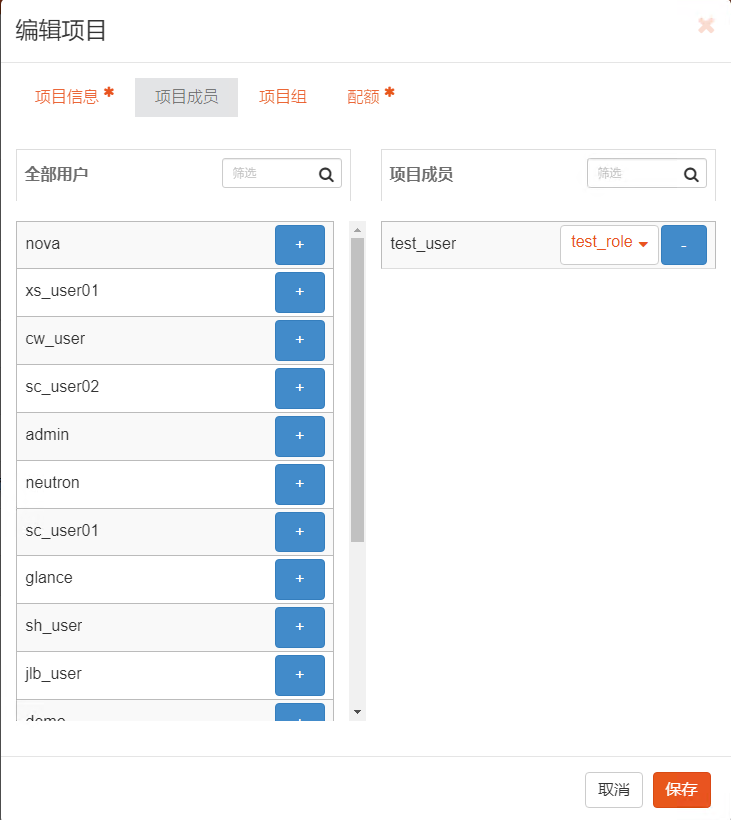 编辑项目
项目信息 * 项目成员 项目组 配额 *
全部用户 筛选
项目成员 筛选
nova +
test_user test_role -
xs_user01 +
cw_user +
sc_user02 +
admin +
neutron +
sc_user01 +
glance +
sh_user +
jlb_user +
取消 保存